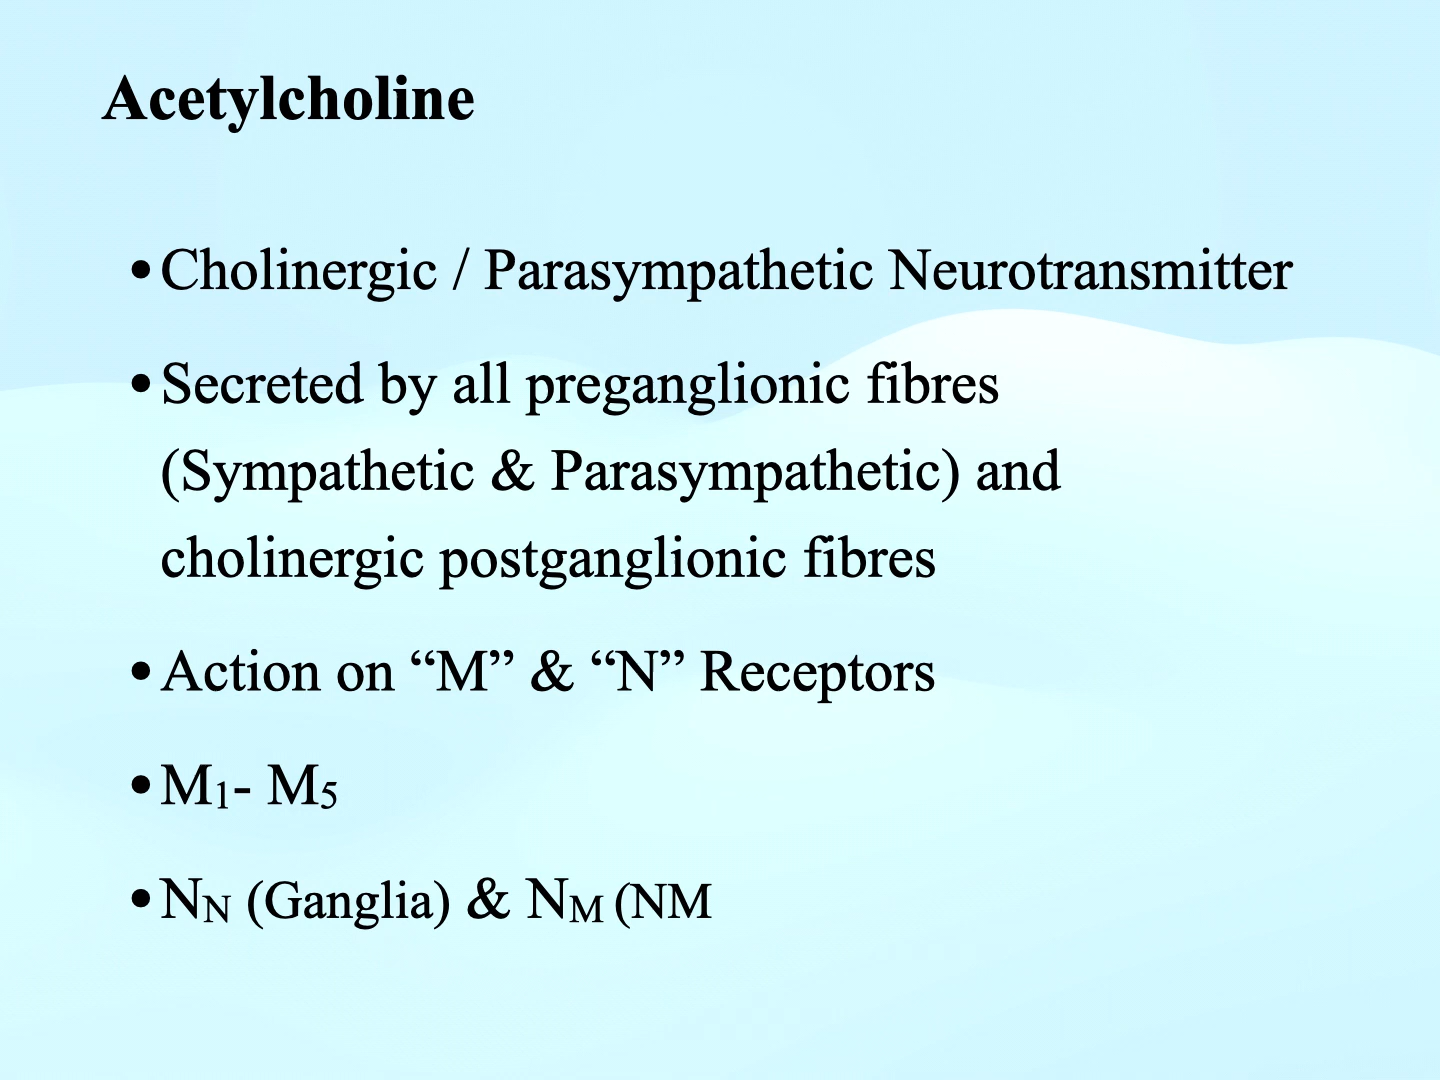 Acetylcholine
•Cholinergic / Parasympathetic Neurotransmitter
•Secreted by all preganglionic fibres
(Sympathetic & Parasympathetic) and
cholinergic postganglionic fibres
•Action on “M” & “N” Receptors
•M1- M5
•NN (Ganglia) & NM (NM